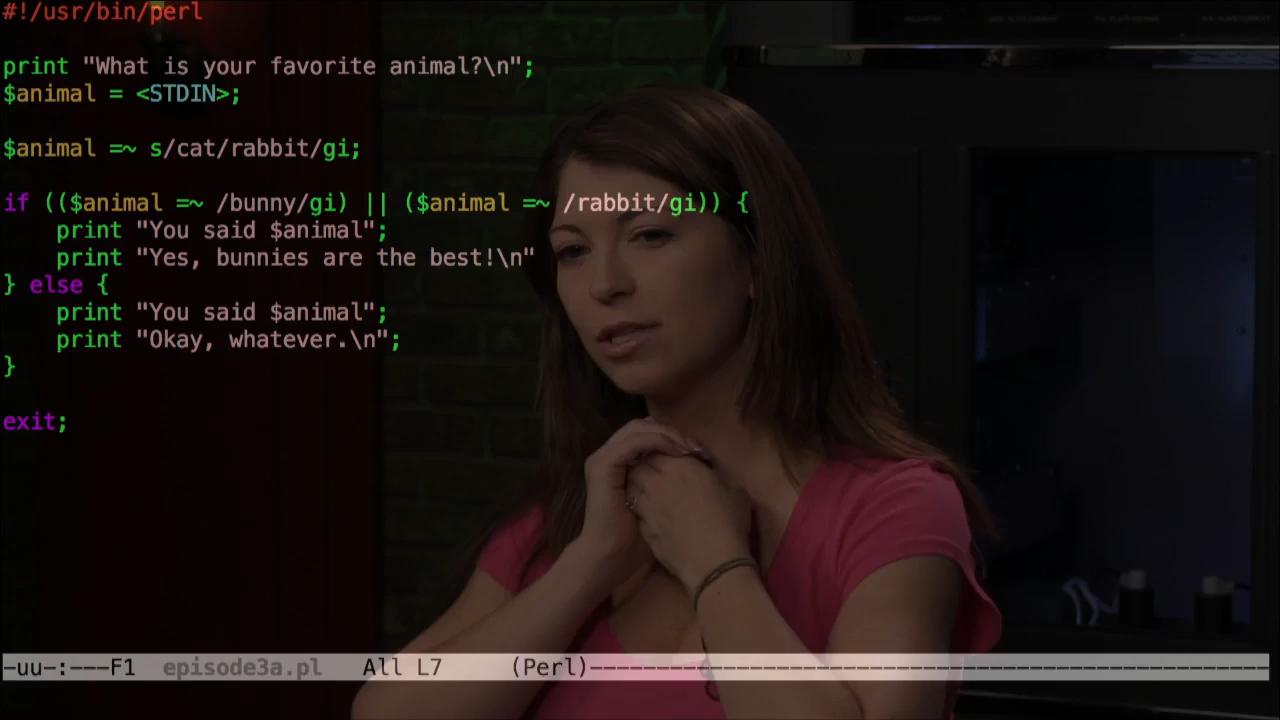 #!/usr/bin/perl
print "What is your favorite animal?\n";
$animal = <STDIN>;
$animal =~ s/cat/rabbit/gi;
if (($animal =~ /bunny/gi) || ($animal =~ /rabbit/gi)) {
    print "You said $animal";
    print "Yes, bunnies are the best!\n"
} else {
    print "You said $animal";
    print "Okay, whatever.\n";
}
exit;
-uu-:---F1  episode3a.pl   All L7     (Perl)---------------------------------------------------